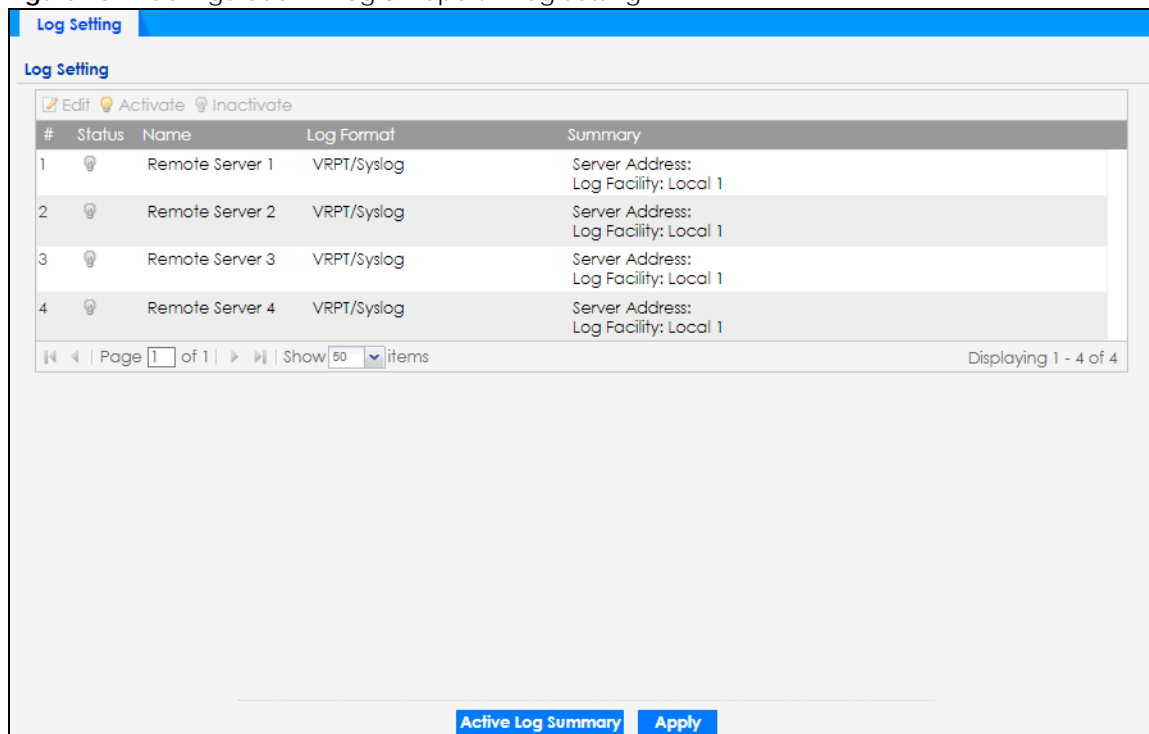 Log Setting
Log Setting
Edit Activate Inactivate
# Status Name Log Format Summary
1 Remote Server 1 VRPT/Syslog Server Address:
Log Facility: Local 1
2 Remote Server 2 VRPT/Syslog Server Address:
Log Facility: Local 1
3 Remote Server 3 VRPT/Syslog Server Address:
Log Facility: Local 1
4 Remote Server 4 VRPT/Syslog Server Address:
Log Facility: Local 1
Page 1 of 1 Show 50 items Displaying 1 - 4 of 4
Active Log Summary Apply